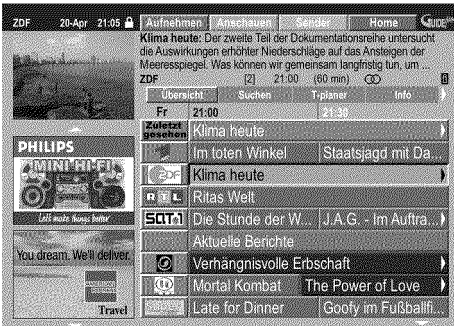 ZDF 20-Apr 21:05
Aufnehmen Anschauen Sender Home GUIDE
Klima heute: Der zweite Teil der Dokumentationsreihe untersucht
die Auswirkungen erhöhter Niederschläge auf das Ansteigen der
Meeresspiegel. Was können wir gemeinsam langfristig tun, um ...
ZDF [2] 21:00 (60 min)
Übersicht Suchen T-planer Info
Fr 21:00 21:30
Zuletzt gesehen Klima heute
Im toten Winkel Staatsjagd mit Da...
ZDF Klima heute
RTL Ritas Welt
SAT.1 Die Stunde der W... J.A.G. - Im Auftra...
Aktuelle Berichte
Verhängnisvolle Erbschaft
Mortal Kombat The Power of Love
Late for Dinner Goofy im Fußballfi...
PHILIPS
MINI-HI-FI
Let's make things better
You dream. We'll deliver.
Travel